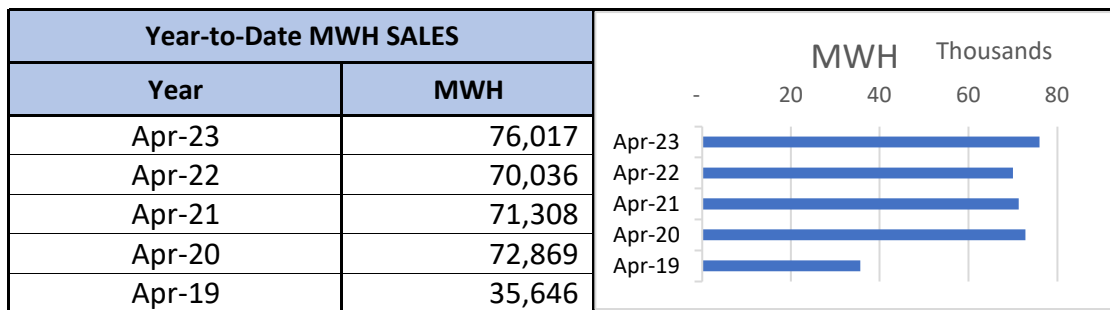 Year-to-Date MWH SALES
Year MWH
Apr-23 76,017
Apr-22 70,036
Apr-21 71,308
Apr-20 72,869
Apr-19 35,646
MWH Thousands
- 20 40 60 80
Apr-23
Apr-22
Apr-21
Apr-20
Apr-19